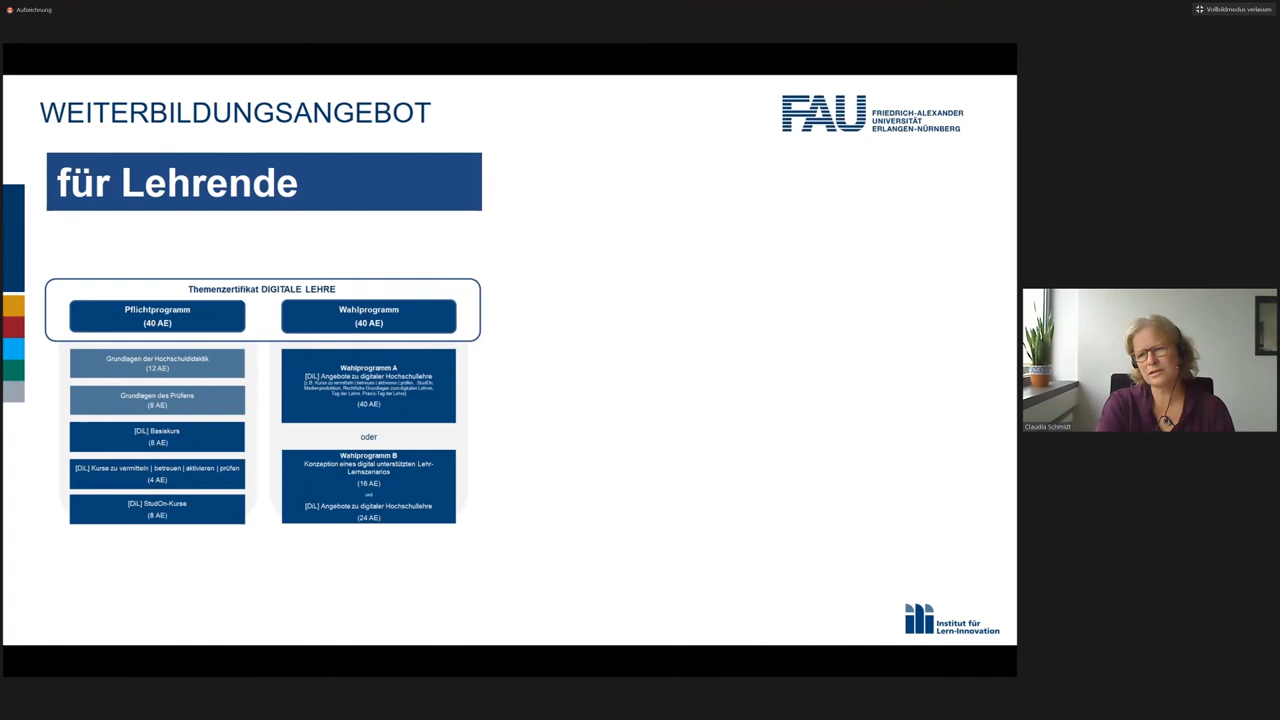 Aufzeichnung
Vollbildmodus verlassen
WEITERBILDUNGSANGEBOT
FAU
FRIEDRICH-ALEXANDER
UNIVERSITÄT
ERLANGEN-NÜRNBERG
für Lehrende
Themenzertifikat DIGITALE LEHRE
Pflichtprogramm
(40 AE)
Grundlagen der Hochschuldidaktik
(12 AE)
Grundlagen des Prüfens
(8 AE)
[DiL] Basiskurs
(8 AE)
[DiL] Kurse zu vermitteln | betreuen | aktivieren | prüfen
(4 AE)
[DiL] StudOn-Kurse
(8 AE)
Wahlprogramm
(40 AE)
Wahlprogramm A
[DiL] Angebote zu digitaler Hochschullehre
(z.B. Kurse zu vermitteln | betreuen | aktivieren | prüfen, StudOn,
Medienproduktion, Rechtliche Grundlagen zum digitalen Lehren,
Tag der Lehre, Praxis-Tag der Lehre)
(40 AE)
oder
Wahlprogramm B
Konzeption eines digital unterstützten Lehr-
Lernszenarios
(16 AE)
und
[DiL] Angebote zu digitaler Hochschullehre
(24 AE)
Claudia Schmidt
Institut für
Lern-Innovation